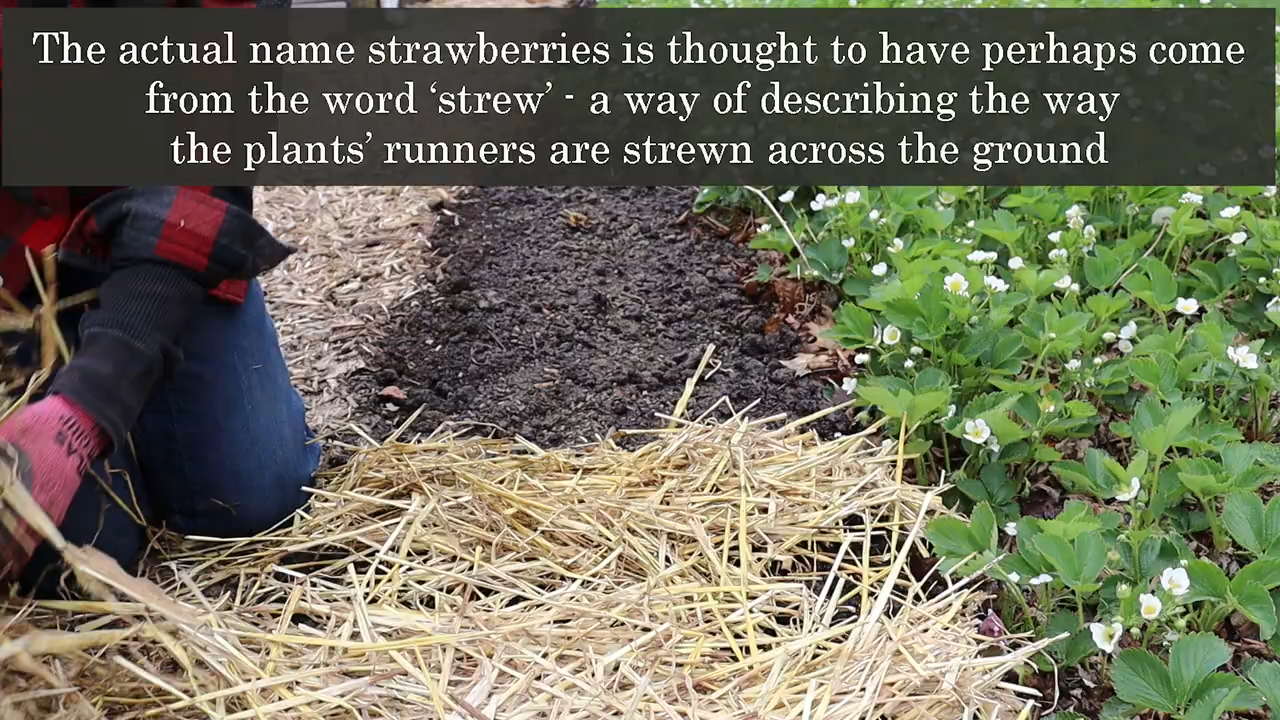 The actual name strawberries is thought to have perhaps come
from the word ‘strew’ - a way of describing the way
the plants’ runners are strewn across the ground